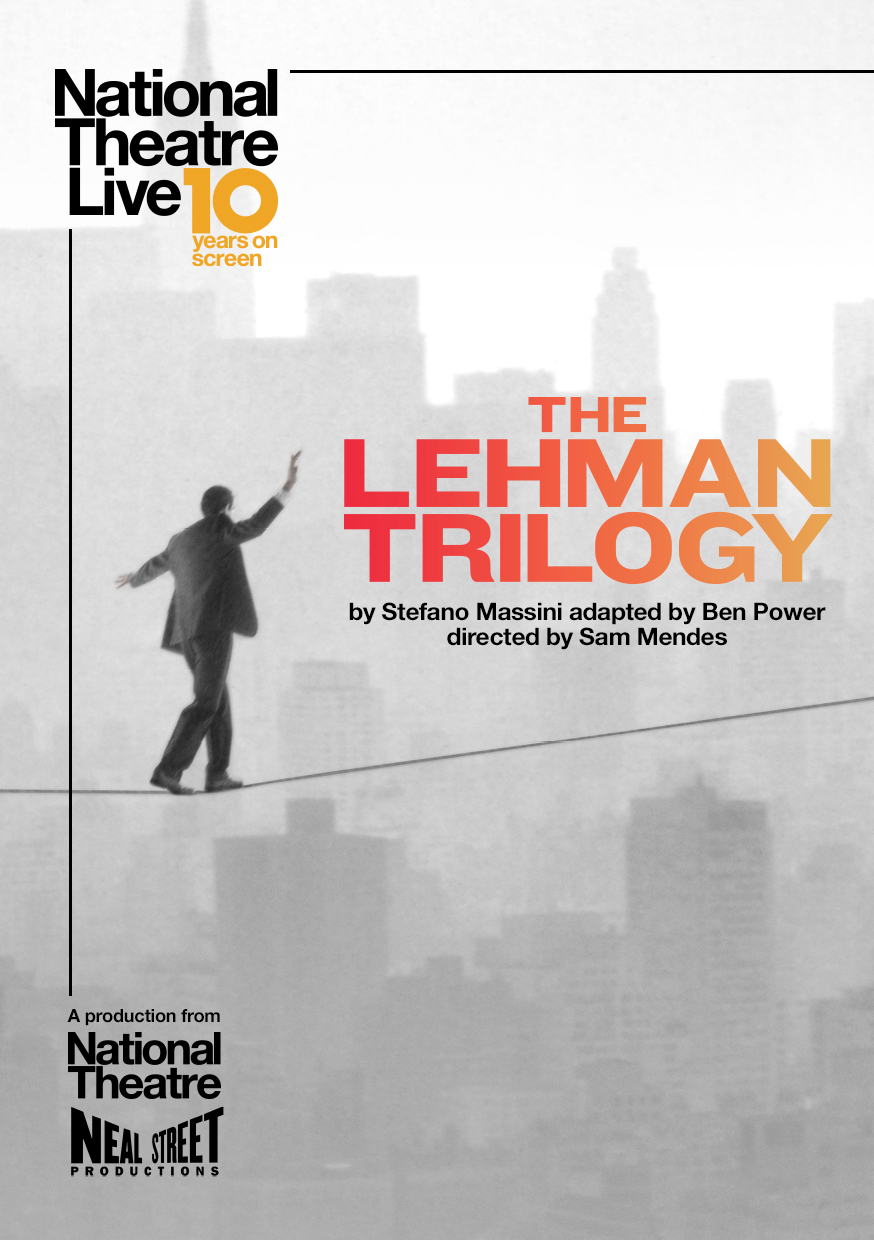 National
Theatre
Live 10
years on
screen
THE
LEHMAN
TRILOGY
by Stefano Massini adapted by Ben Power
directed by Sam Mendes
A production from
National
Theatre
NEAL STREET
PRODUCTIONS